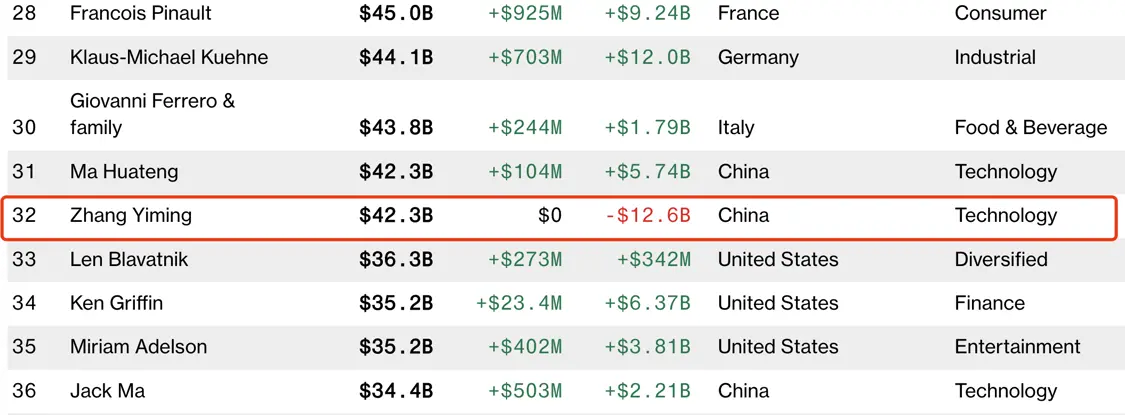 28 Francois Pinault $45.0B +$925M +$9.24B France Consumer
29 Klaus-Michael Kuehne $44.1B +$703M +$12.0B Germany Industrial
Giovanni Ferrero &
30 family $43.8B +$244M +$1.79B Italy Food & Beverage
31 Ma Huateng $42.3B +$104M +$5.74B China Technology
32 Zhang Yiming $42.3B $0 -$12.6B China Technology
33 Len Blavatnik $36.3B +$273M +$342M United States Diversified
34 Ken Griffin $35.2B +$23.4M +$6.37B United States Finance
35 Miriam Adelson $35.2B +$402M +$3.81B United States Entertainment
36 Jack Ma $34.4B +$503M +$2.21B China Technology